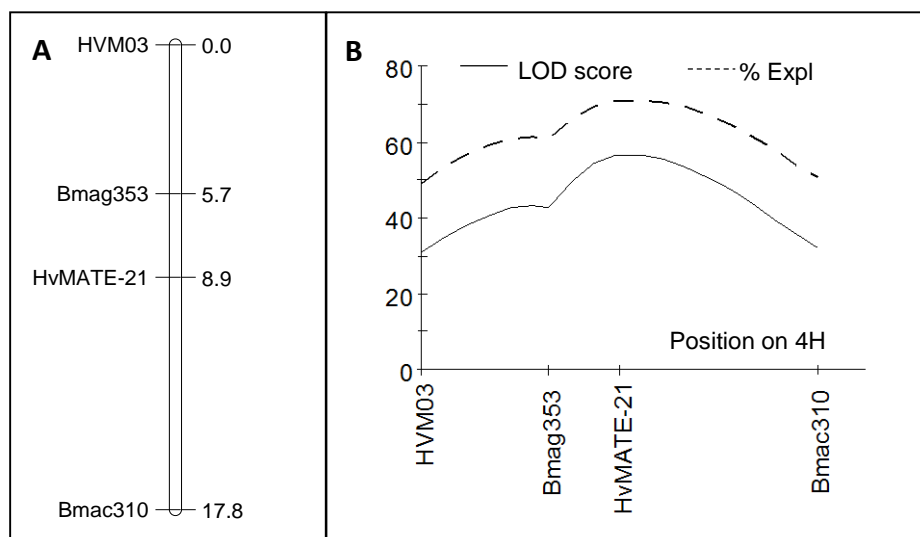 A
HVM03 0.0
Bmag353 5.7
HvMATE-21 8.9
Bmac310 17.8
B
LOD score % Expl
80
60
40
20
0
Position on 4H
HVM03
Bmag353
HvMATE-21
Bmac310